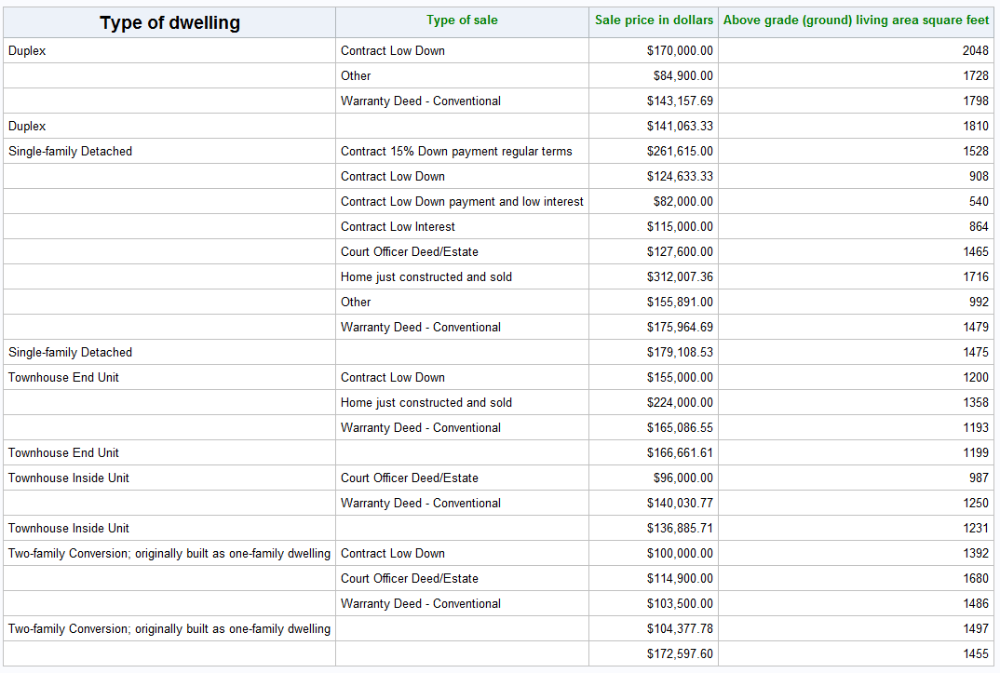 Type of dwelling Type of sale Sale price in dollars Above grade (ground) living area square feet
Duplex Contract Low Down $170,000.00 2048
Other $84,900.00 1728
Warranty Deed - Conventional $143,157.69 1798
Duplex $141,063.33 1810
Single-family Detached Contract 15% Down payment regular terms $261,615.00 1528
Contract Low Down $124,633.33 908
Contract Low Down payment and low interest $82,000.00 540
Contract Low Interest $115,000.00 864
Court Officer Deed/Estate $127,600.00 1465
Home just constructed and sold $312,007.36 1716
Other $155,891.00 992
Warranty Deed - Conventional $175,964.69 1479
Single-family Detached $179,108.53 1475
Townhouse End Unit Contract Low Down $155,000.00 1200
Home just constructed and sold $224,000.00 1358
Warranty Deed - Conventional $165,086.55 1193
Townhouse End Unit $166,661.61 1199
Townhouse Inside Unit Court Officer Deed/Estate $96,000.00 987
Warranty Deed - Conventional $140,030.77 1250
Townhouse Inside Unit $136,885.71 1231
Two-family Conversion; originally built as one-family dwelling Contract Low Down $100,000.00 1392
Court Officer Deed/Estate $114,900.00 1680
Warranty Deed - Conventional $103,500.00 1486
Two-family Conversion; originally built as one-family dwelling $104,377.78 1497
$172,597.60 1455